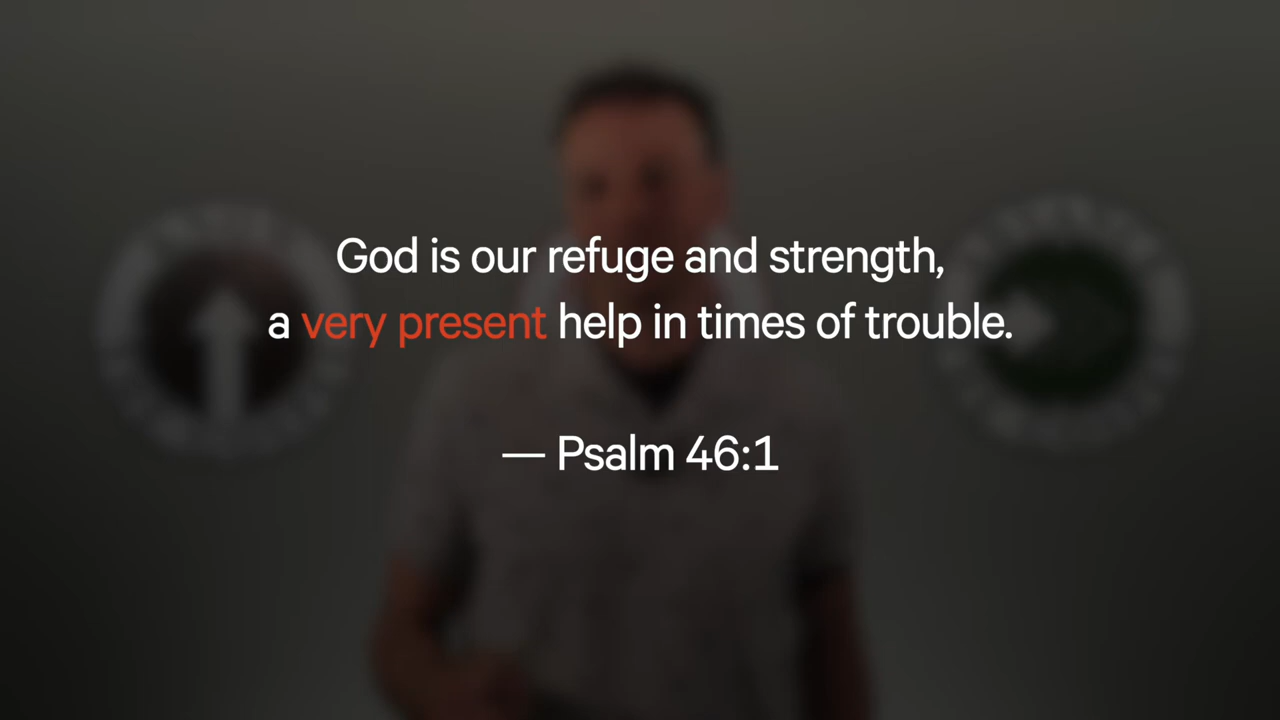 God is our refuge and strength,
a very present help in times of trouble.
— Psalm 46:1